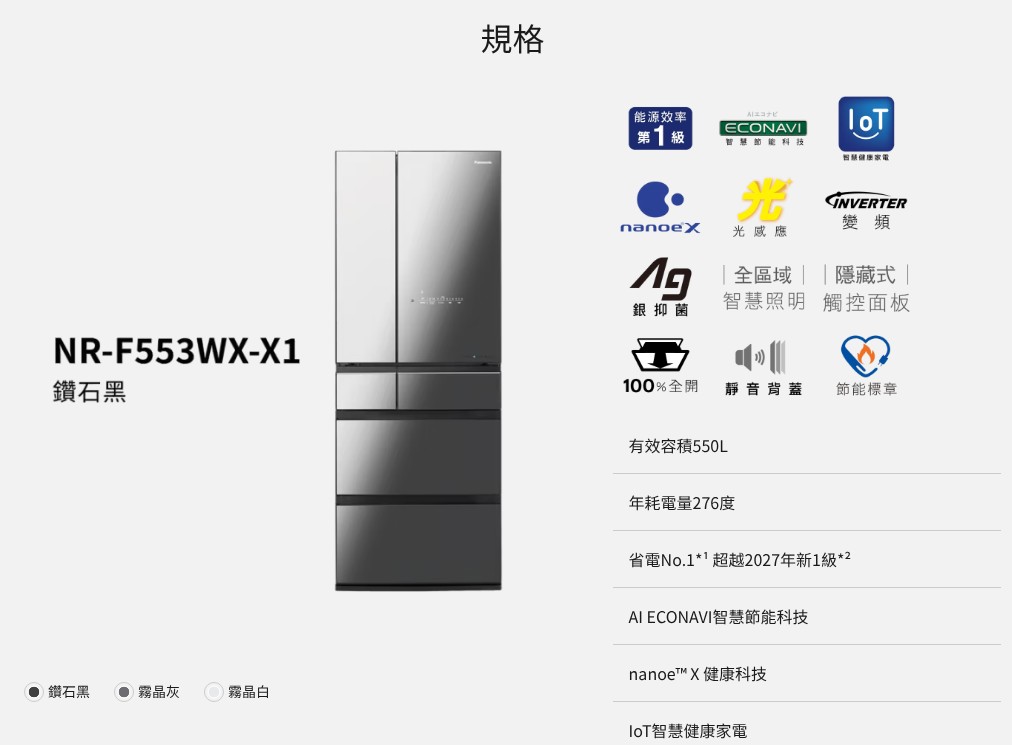 規格
能源效率
第1級
AIエコナビ
ECONAVI
智慧節能科技
IoT
智慧健康家電
nanoeX
光
光感應
INVERTER
變頻
Ag
銀抑菌
全區域
智慧照明
隱藏式
觸控面板
100%全開
靜音背蓋
節能標章
Panasonic
NR-F553WX-X1
鑽石黑
有效容積550L
年耗電量276度
省電No.1*¹ 超越2027年新1級*²
AI ECONAVI智慧節能科技
nanoe™ X 健康科技
IoT智慧健康家電
鑽石黑
霧晶灰
霧晶白